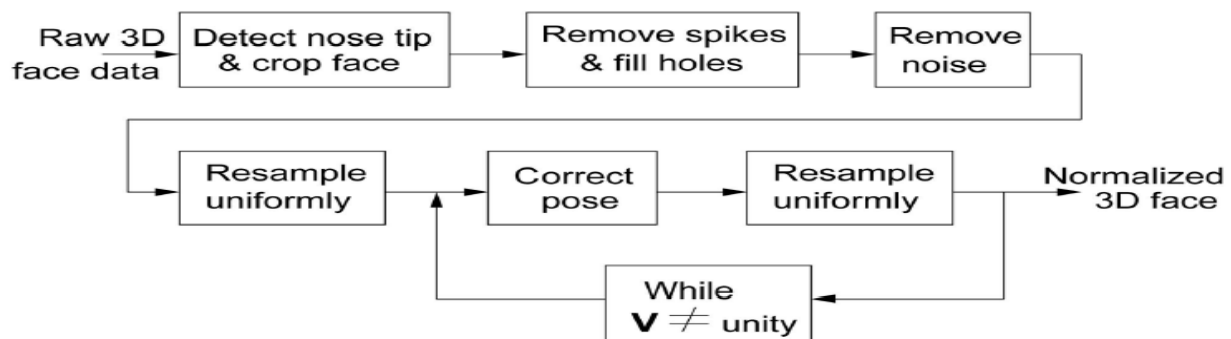 Raw 3D
face data
Detect nose tip
& crop face
Remove spikes
& fill holes
Remove
noise
Resample
uniformly
Correct
pose
Resample
uniformly
Normalized
3D face
While
V ≠ unity